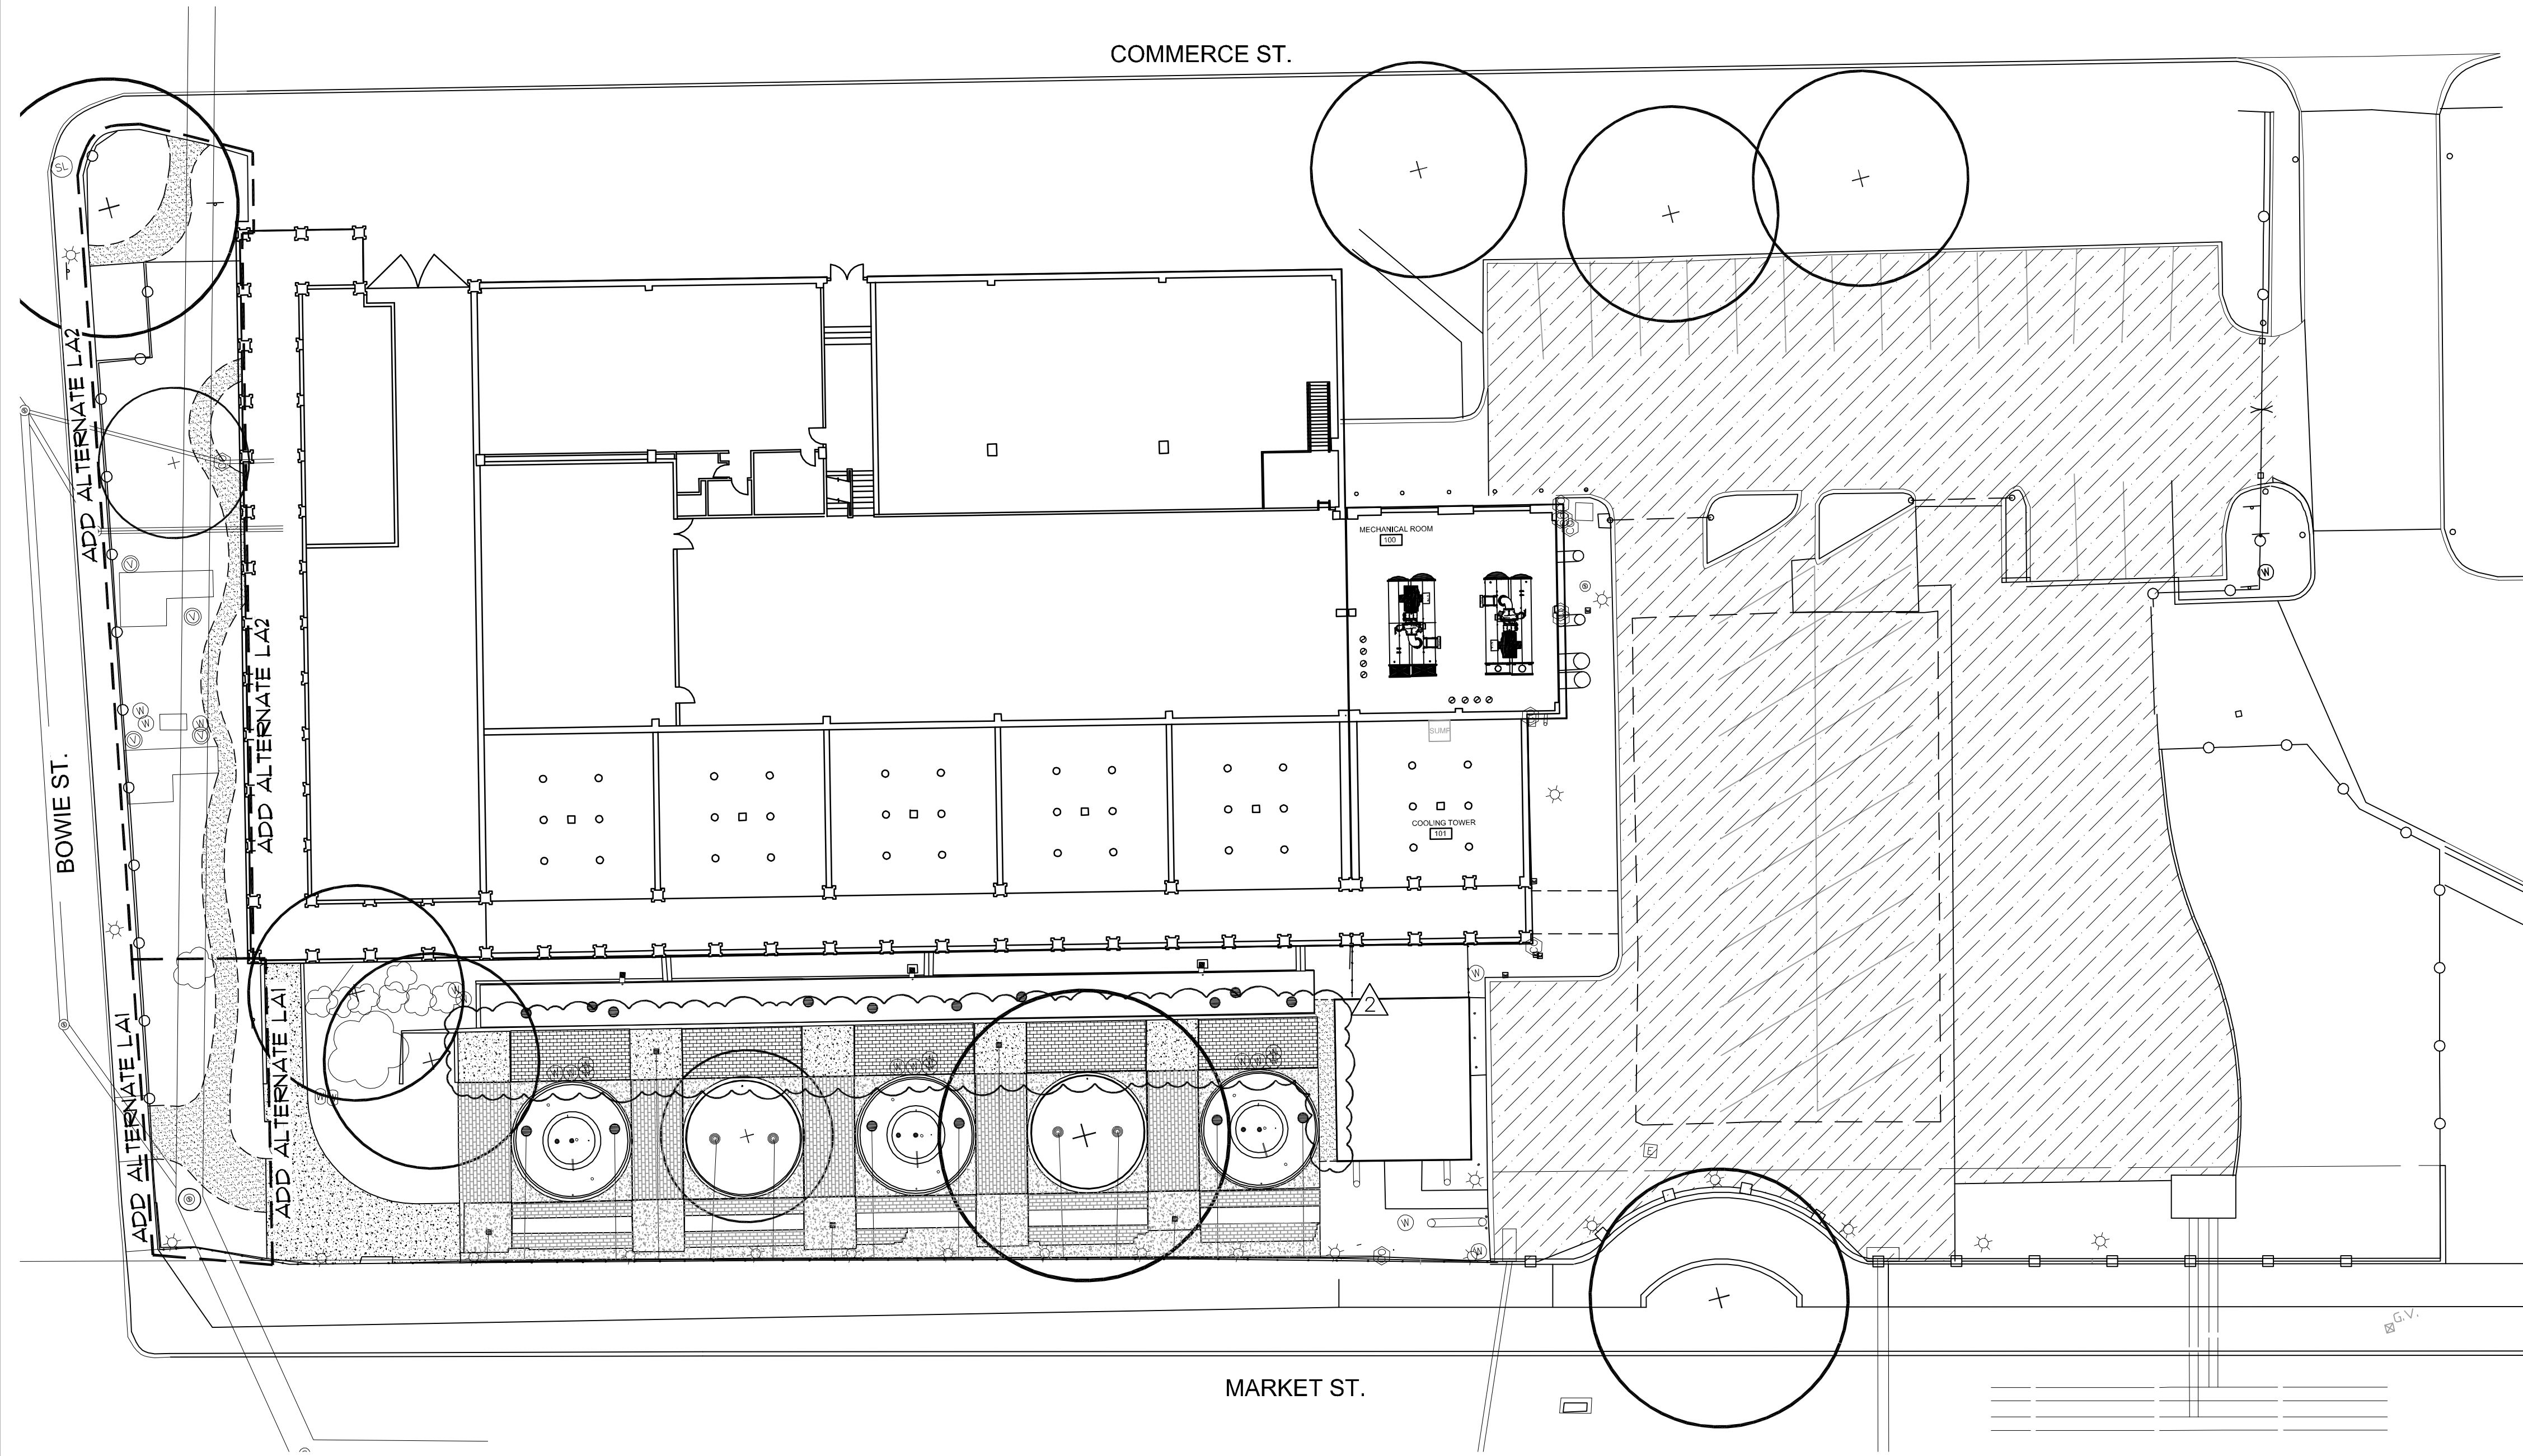 COMMERCE ST.
SL
ADD ALTERNATE LA2
MECHANICAL ROOM
100
V
W
V
ADD ALTERNATE LA2
W
W
W
V
V
SUMP
BOWIE ST.
COOLING TOWER
101
W
W
W
2
ADD ALTERNATE LA1
ADD ALTERNATE LA1
W
W
W
W
W
W
W
W
W
W
W
E
W
W
G.V.
MARKET ST.